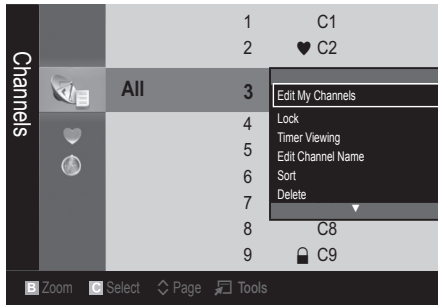 Channels
1 C1
2 ♥ C2
All 3
Edit My Channels
4 Lock
Timer Viewing
5 Edit Channel Name
6 Sort
7 Delete
▼
8 C8
9 C9
B Zoom C Select Page Tools